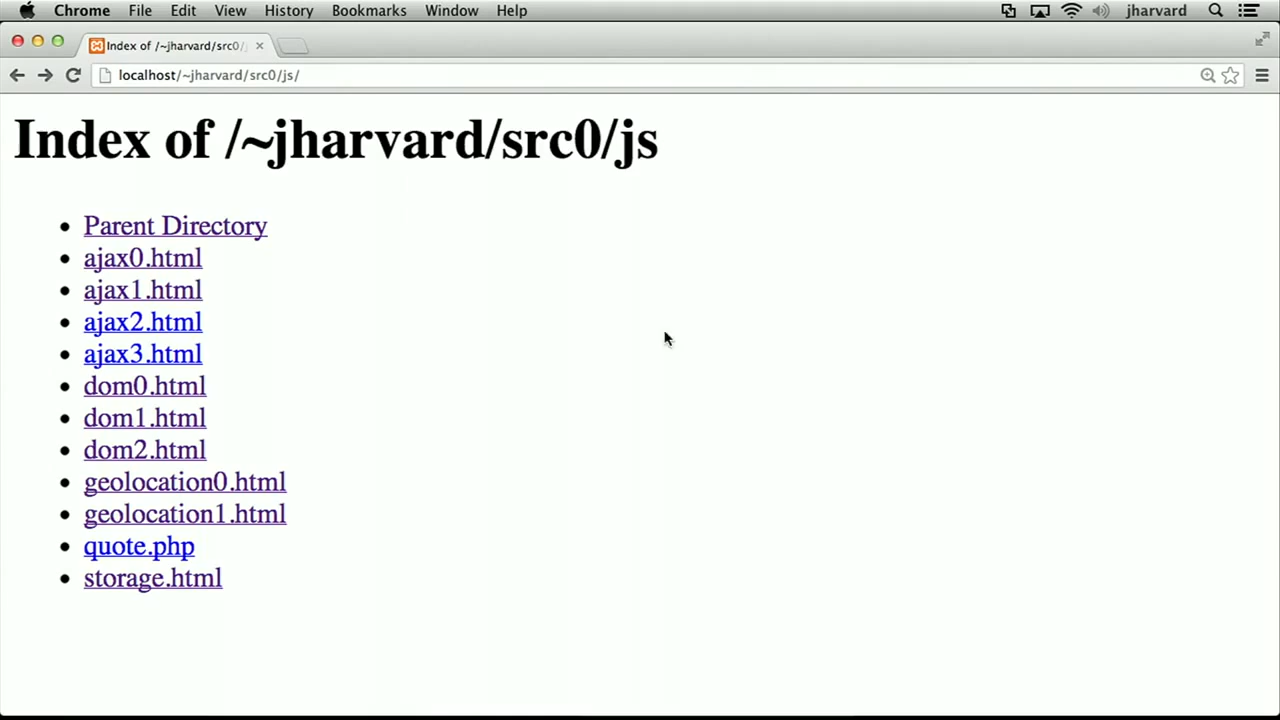 Chrome File Edit View History Bookmarks Window Help jharvard
Index of /~jharvard/src0/j
localhost/~jharvard/src0/js/
Index of /~jharvard/src0/js
Parent Directory
ajax0.html
ajax1.html
ajax2.html
ajax3.html
dom0.html
dom1.html
dom2.html
geolocation0.html
geolocation1.html
quote.php
storage.html